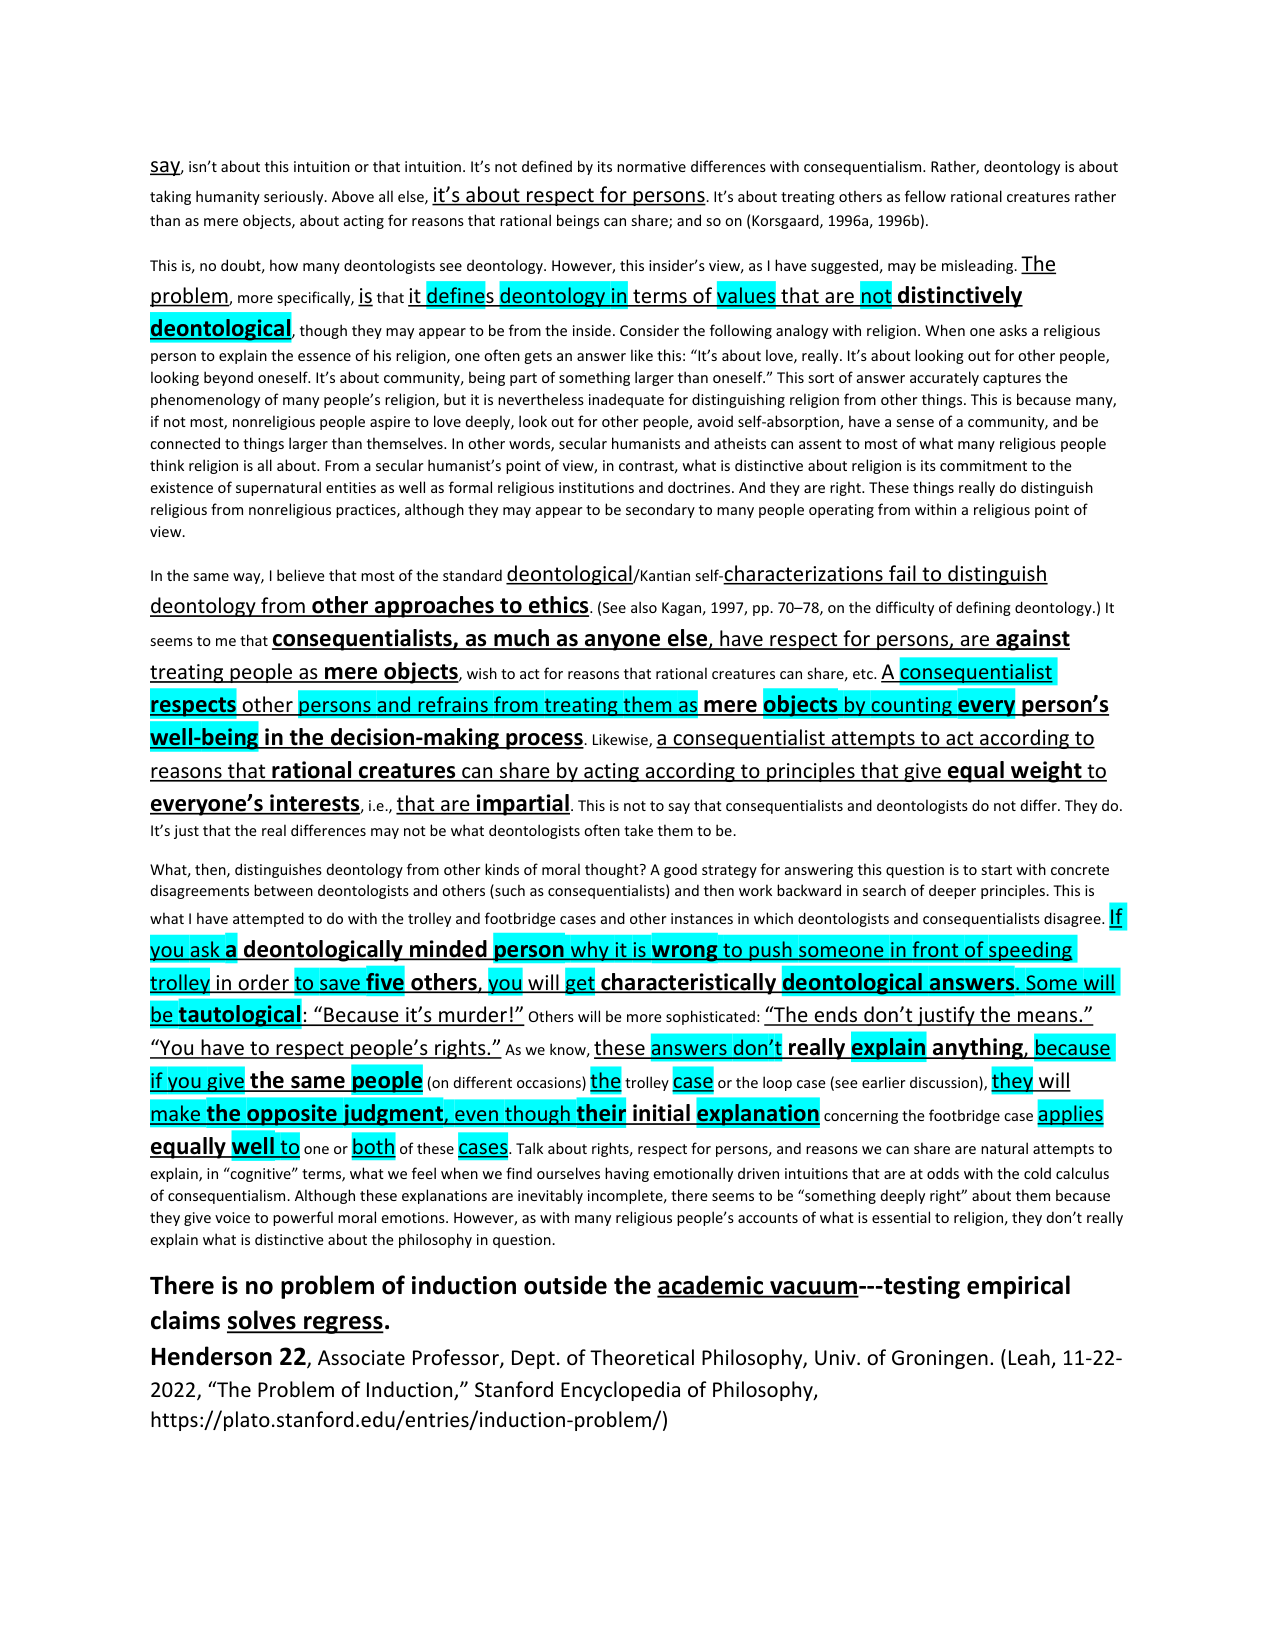 say, isn’t about this intuition or that intuition. It’s not defined by its normative differences with consequentialism. Rather, deontology is about
taking humanity seriously. Above all else, it’s about respect for persons. It’s about treating others as fellow rational creatures rather
than as mere objects, about acting for reasons that rational beings can share; and so on (Korsgaard, 1996a, 1996b).
This is, no doubt, how many deontologists see deontology. However, this insider’s view, as I have suggested, may be misleading. The
problem, more specifically, is that it defines deontology in terms of values that are not distinctively
deontological, though they may appear to be from the inside. Consider the following analogy with religion. When one asks a religious
person to explain the essence of his religion, one often gets an answer like this: “It’s about love, really. It’s about looking out for other people,
looking beyond oneself. It’s about community, being part of something larger than oneself.” This sort of answer accurately captures the
phenomenology of many people’s religion, but it is nevertheless inadequate for distinguishing religion from other things. This is because many,
if not most, nonreligious people aspire to love deeply, look out for other people, avoid self-absorption, have a sense of a community, and be
connected to things larger than themselves. In other words, secular humanists and atheists can assent to most of what many religious people
think religion is all about. From a secular humanist’s point of view, in contrast, what is distinctive about religion is its commitment to the
existence of supernatural entities as well as formal religious institutions and doctrines. And they are right. These things really do distinguish
religious from nonreligious practices, although they may appear to be secondary to many people operating from within a religious point of
view.
In the same way, I believe that most of the standard deontological/Kantian self-characterizations fail to distinguish
deontology from other approaches to ethics. (See also Kagan, 1997, pp. 70–78, on the difficulty of defining deontology.) It
seems to me that consequentialists, as much as anyone else, have respect for persons, are against
treating people as mere objects, wish to act for reasons that rational creatures can share, etc. A consequentialist
respects other persons and refrains from treating them as mere objects by counting every person’s
well-being in the decision-making process. Likewise, a consequentialist attempts to act according to
reasons that rational creatures can share by acting according to principles that give equal weight to
everyone’s interests, i.e., that are impartial. This is not to say that consequentialists and deontologists do not differ. They do.
It’s just that the real differences may not be what deontologists often take them to be.
What, then, distinguishes deontology from other kinds of moral thought? A good strategy for answering this question is to start with concrete
disagreements between deontologists and others (such as consequentialists) and then work backward in search of deeper principles. This is
what I have attempted to do with the trolley and footbridge cases and other instances in which deontologists and consequentialists disagree. If
you ask a deontologically minded person why it is wrong to push someone in front of speeding
trolley in order to save five others, you will get characteristically deontological answers. Some will
be tautological: “Because it’s murder!” Others will be more sophisticated: “The ends don’t justify the means.”
“You have to respect people’s rights.” As we know, these answers don’t really explain anything, because
if you give the same people (on different occasions) the trolley case or the loop case (see earlier discussion), they will
make the opposite judgment, even though their initial explanation concerning the footbridge case applies
equally well to one or both of these cases. Talk about rights, respect for persons, and reasons we can share are natural attempts to
explain, in “cognitive” terms, what we feel when we find ourselves having emotionally driven intuitions that are at odds with the cold calculus
of consequentialism. Although these explanations are inevitably incomplete, there seems to be “something deeply right” about them because
they give voice to powerful moral emotions. However, as with many religious people’s accounts of what is essential to religion, they don’t really
explain what is distinctive about the philosophy in question.
There is no problem of induction outside the academic vacuum---testing empirical
claims solves regress.
Henderson 22, Associate Professor, Dept. of Theoretical Philosophy, Univ. of Groningen. (Leah, 11-22-
2022, “The Problem of Induction,” Stanford Encyclopedia of Philosophy,
https://plato.stanford.edu/entries/induction-problem/)